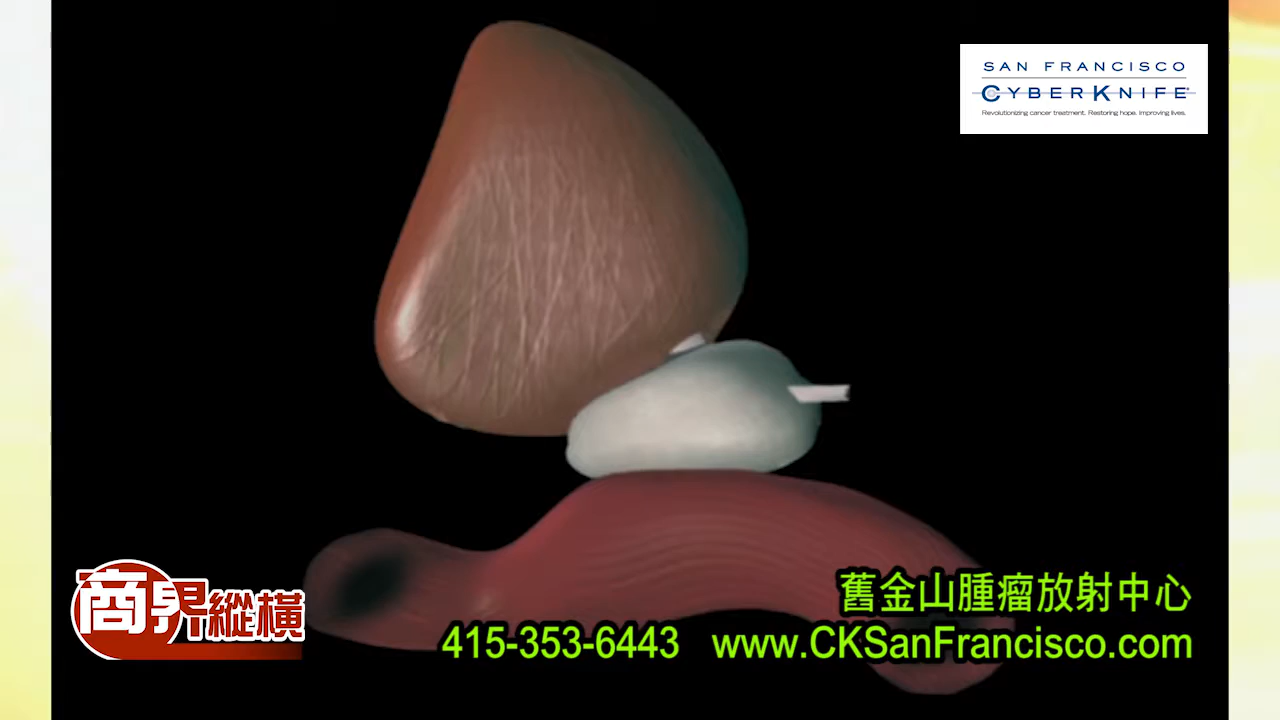 SAN FRANCISCO
CYBERKNIFE
Revolutionizing cancer treatment. Restoring hope. Improving lives.
商界縱橫
舊金山腫瘤放射中心
415-353-6443 www.CKSanFrancisco.com